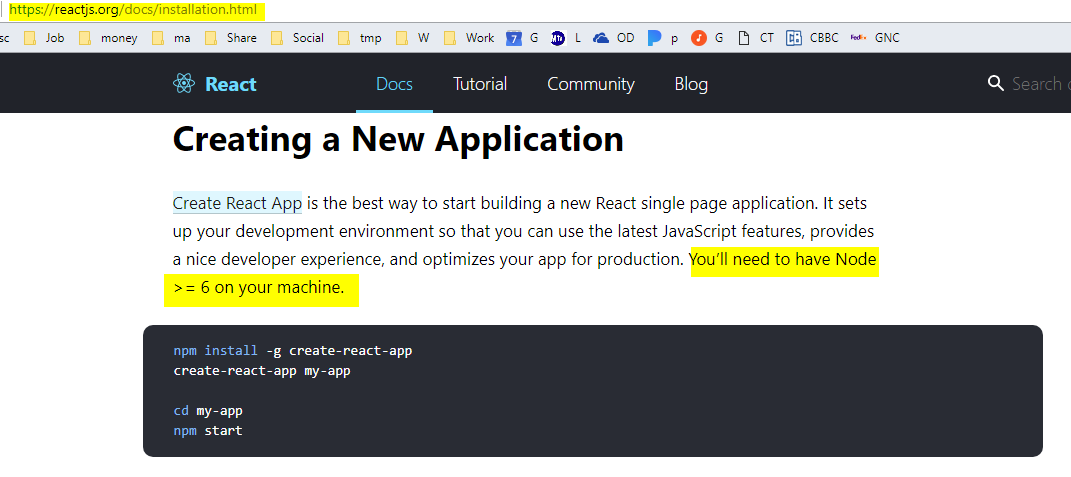 https://reactjs.org/docs/installation.html
sc Job money ma Share Social tmp W Work 7 G L OD p G CT CBBC FedEx GNC
React Docs Tutorial Community Blog Search
Creating a New Application
Create React App is the best way to start building a new React single page application. It sets
up your development environment so that you can use the latest JavaScript features, provides
a nice developer experience, and optimizes your app for production. You’ll need to have Node
>= 6 on your machine.
npm install -g create-react-app
create-react-app my-app
cd my-app
npm start